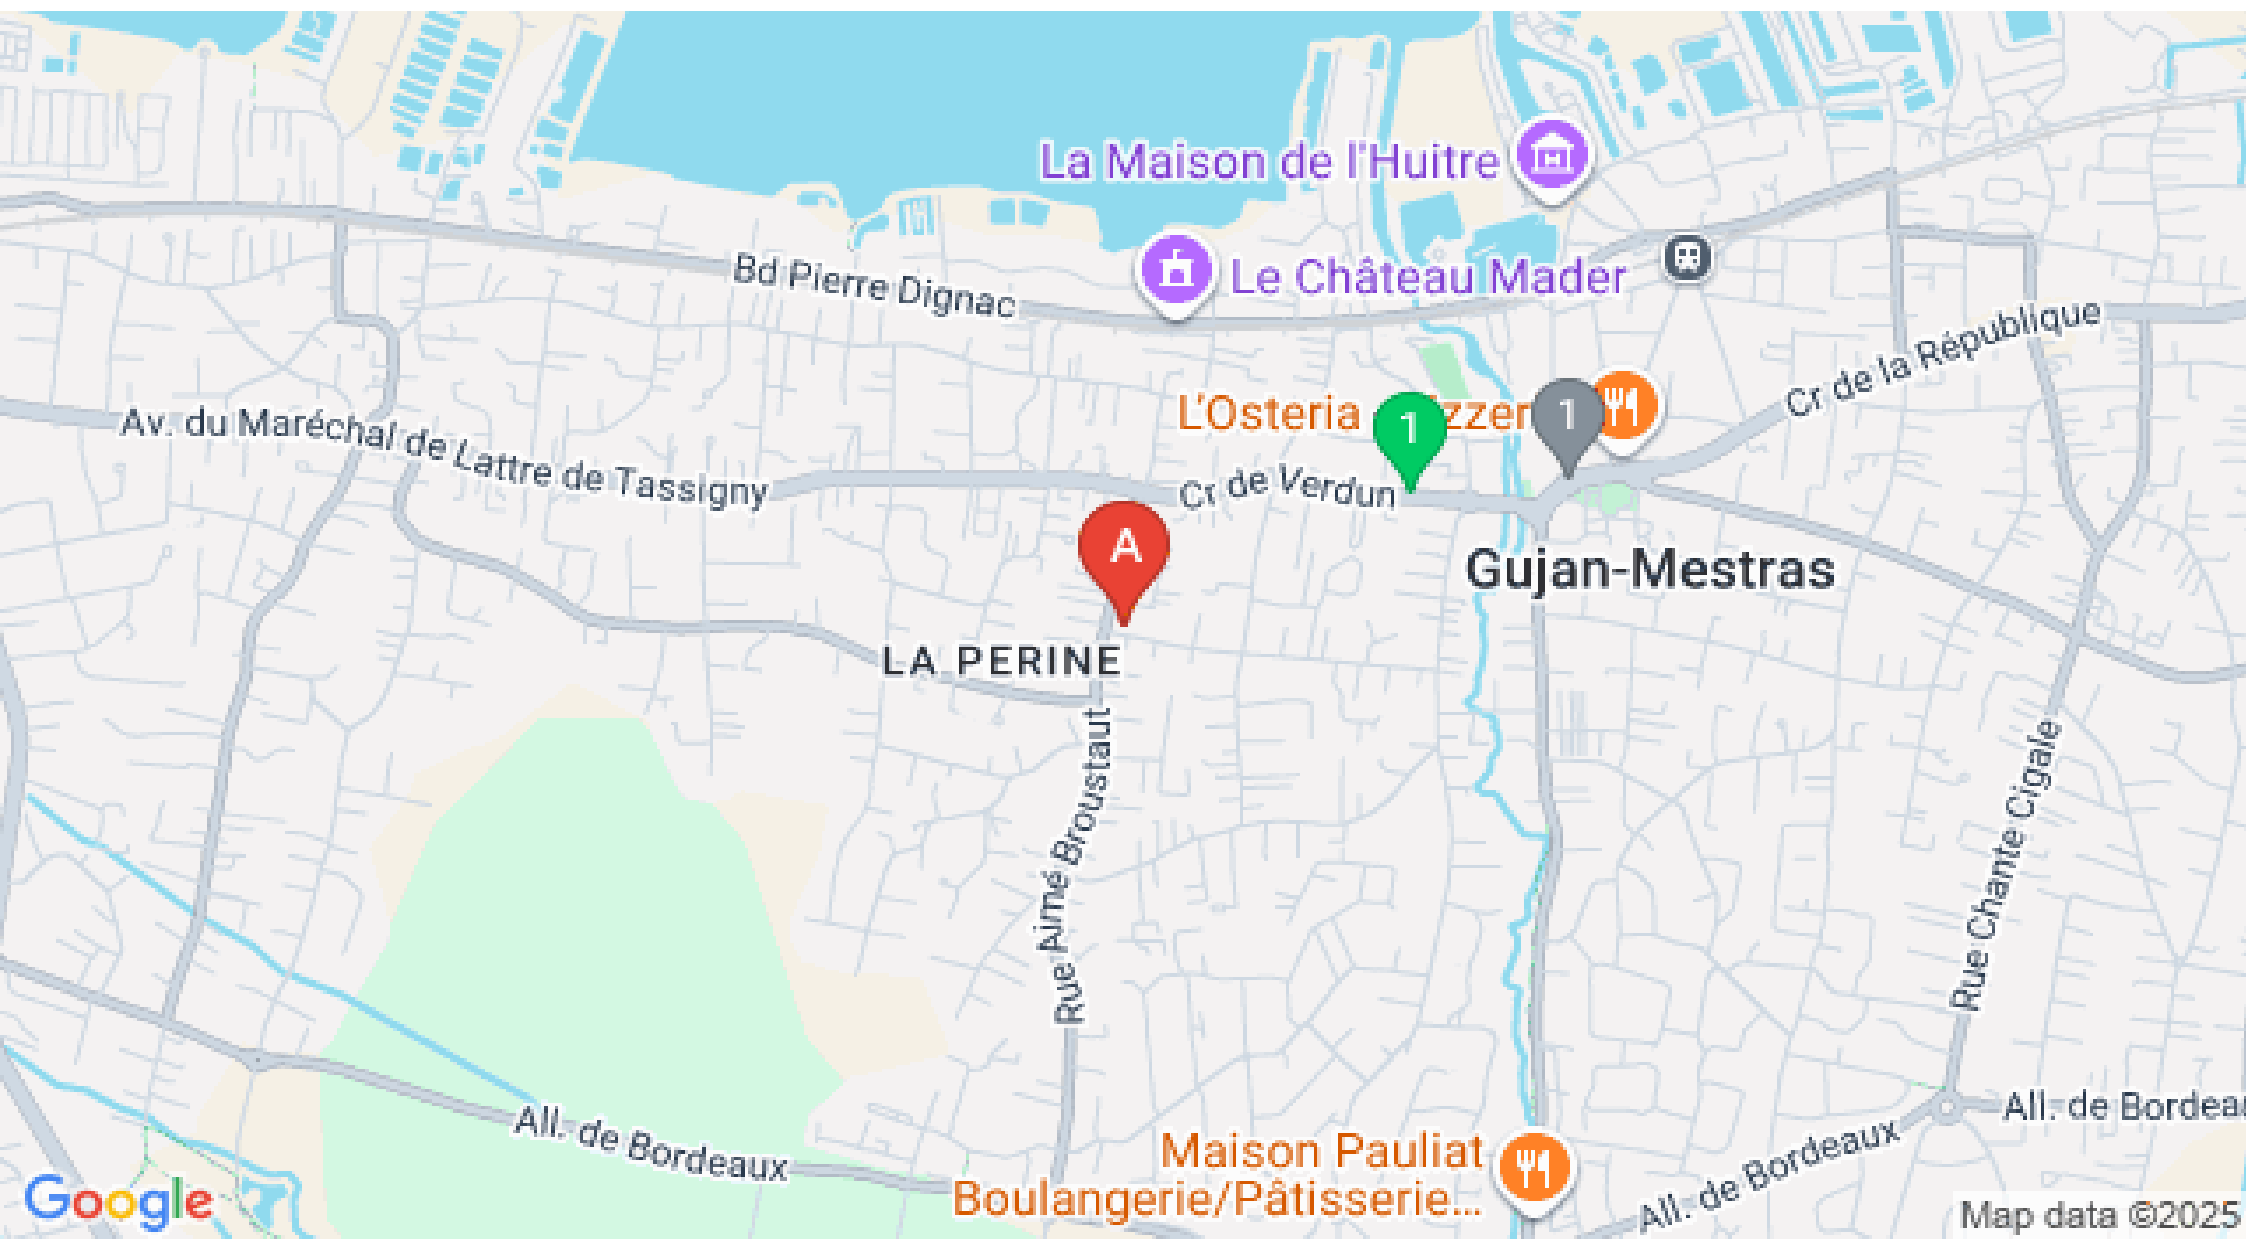 La Maison de l'Huitre
Bd Pierre Dignac
Le Château Mader
Cr de la République
L'Osteria
zzer
1
1
Av. du Maréchal de Lattre de Tassigny
Cr de Verdun
A
Gujan-Mestras
LA PERINE
Rue Aimé Broustaut
Rue Chante Cigale
All. de Bordeaux
All. de Bordea
All. de Bordeaux
Maison Pauliat
Boulangerie/Pâtisserie...
Google
Map data ©2025